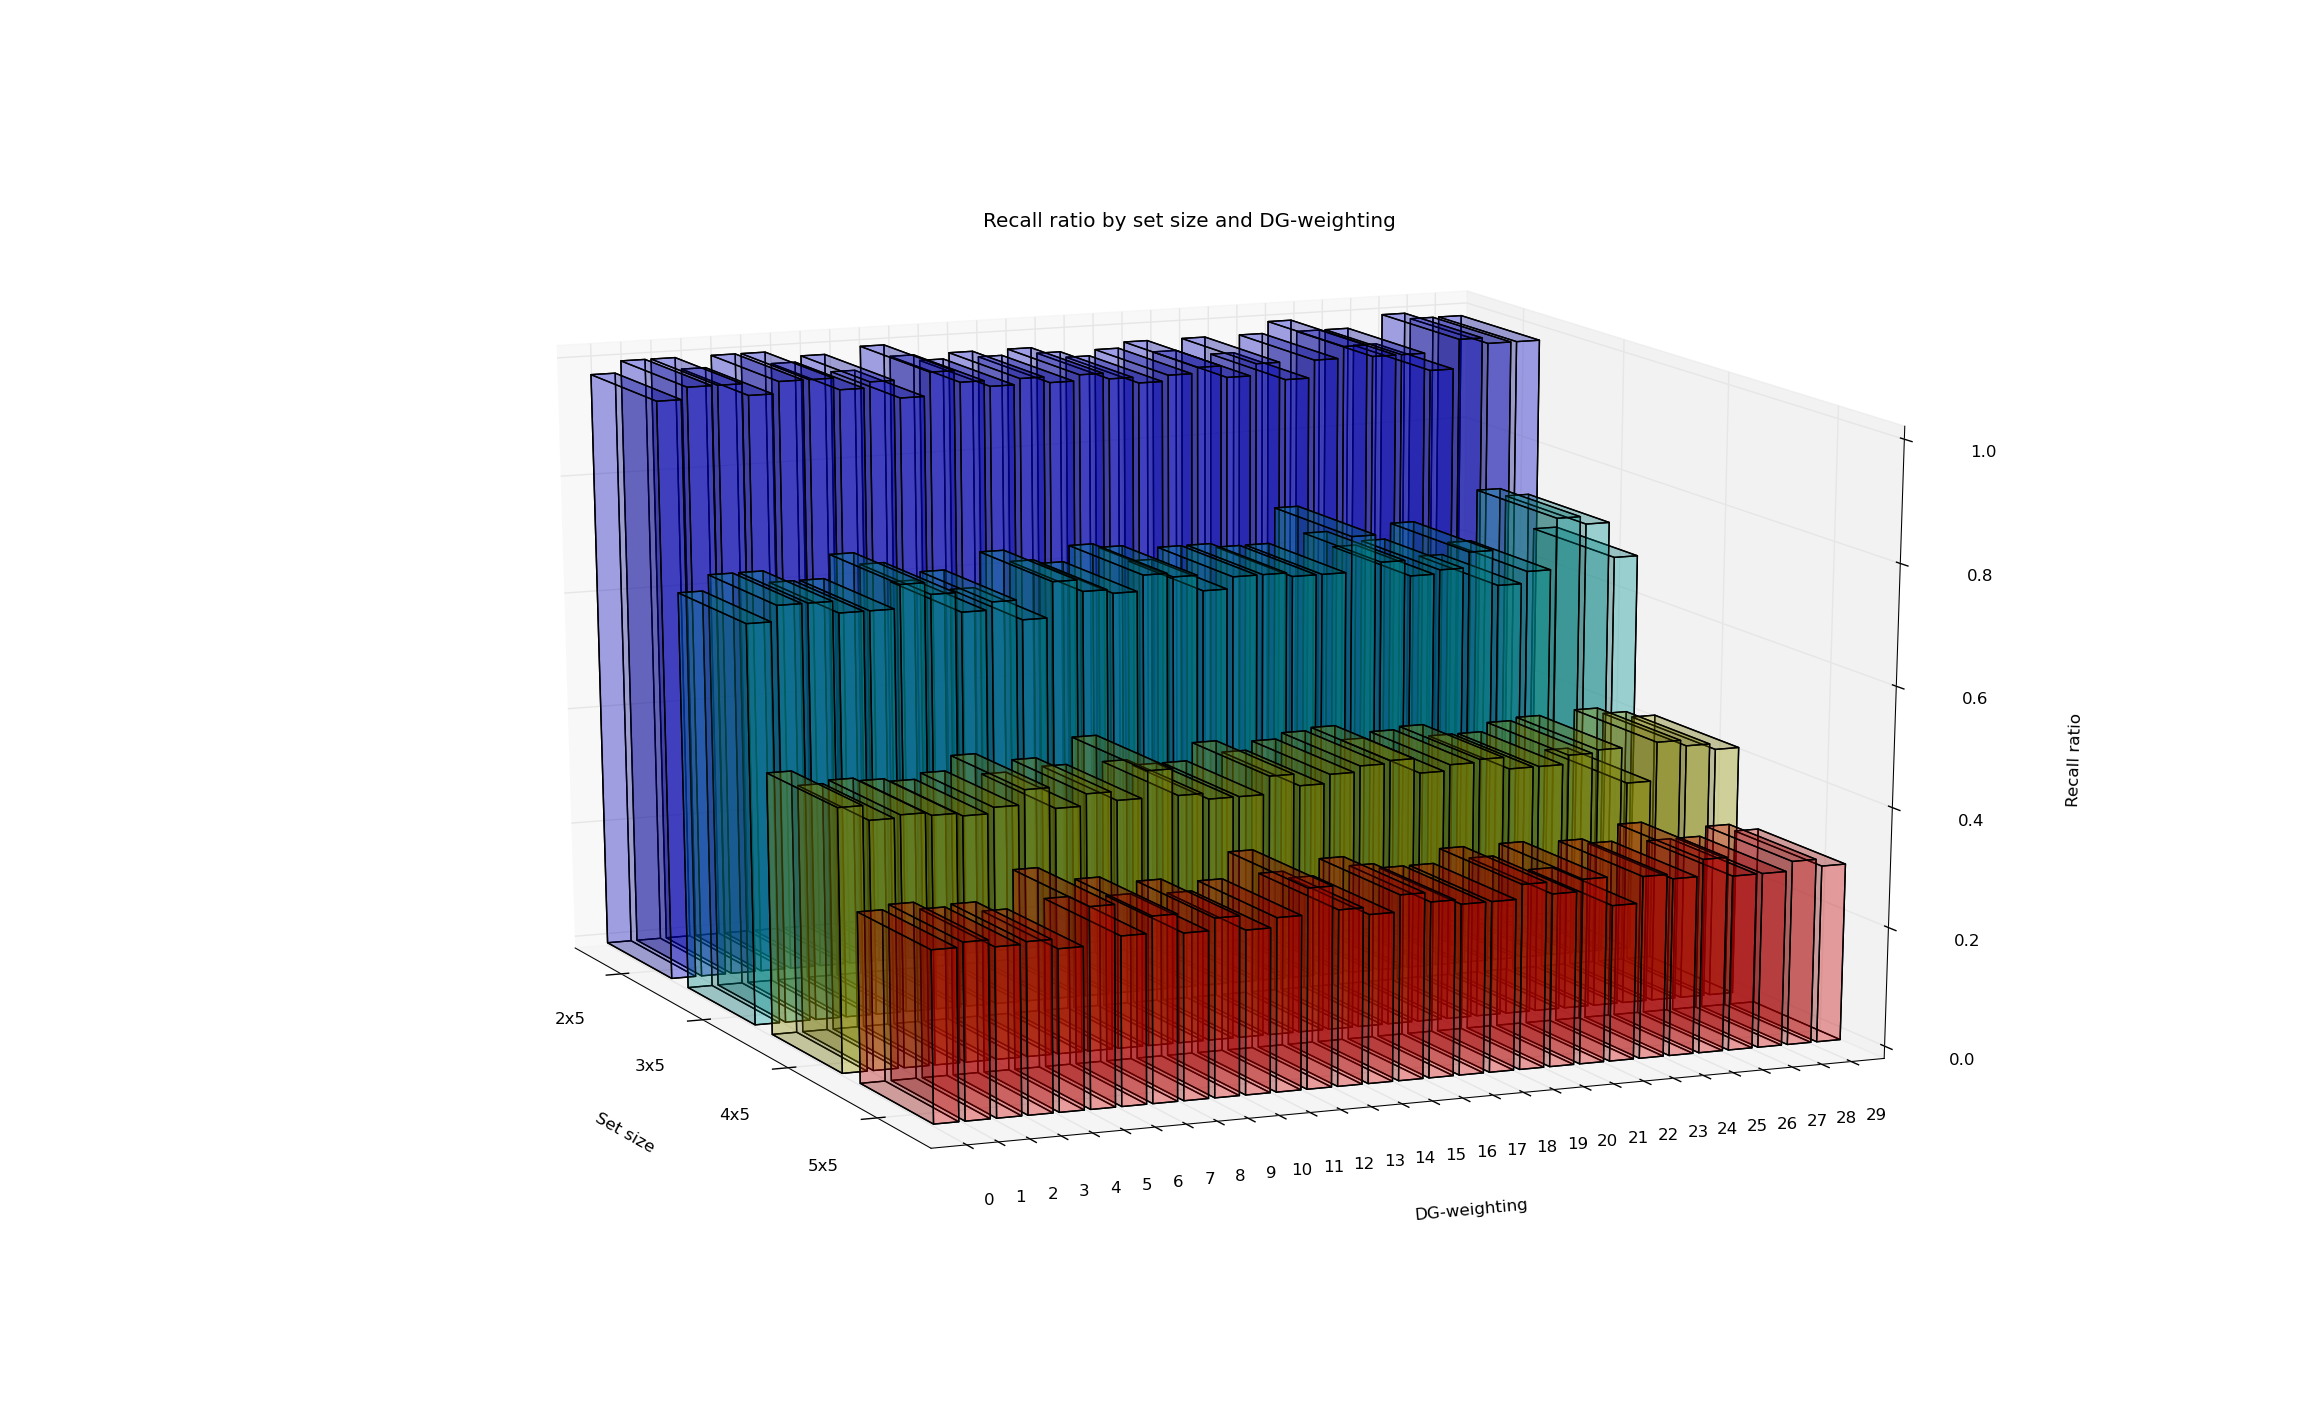 Recall ratio by set size and DG-weighting
1.0
0.8
0.6
0.4
0.2
0.0
Recall ratio
2x5
3x5
4x5
5x5
Set size
0 1 2 3 4 5 6 7 8 9 10 11 12 13 14 15 16 17 18 19 20 21 22 23 24 25 26 27 28 29
DG-weighting